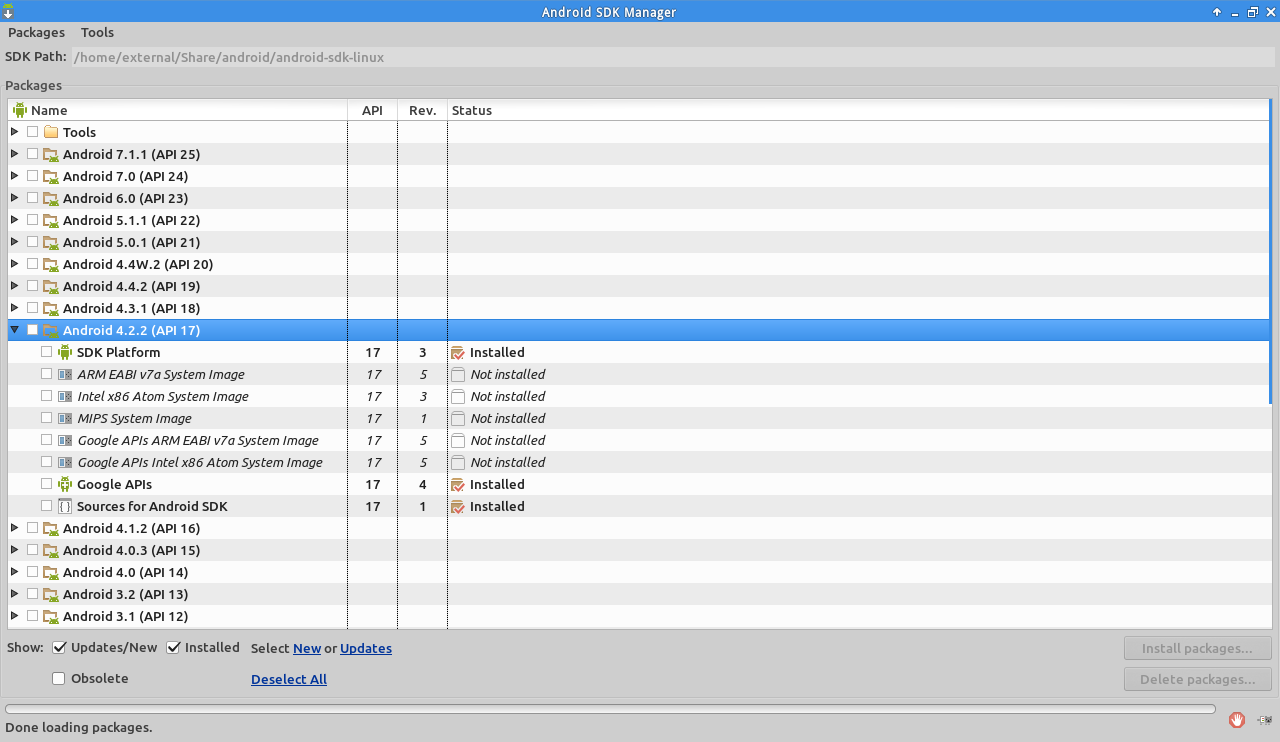 Android SDK Manager
Packages Tools
SDK Path: /home/external/Share/android/android-sdk-linux
Packages
Name API Rev. Status
Tools
Android 7.1.1 (API 25)
Android 7.0 (API 24)
Android 6.0 (API 23)
Android 5.1.1 (API 22)
Android 5.0.1 (API 21)
Android 4.4W.2 (API 20)
Android 4.4.2 (API 19)
Android 4.3.1 (API 18)
Android 4.2.2 (API 17)
SDK Platform 17 3 Installed
ARM EABI v7a System Image 17 5 Not installed
Intel x86 Atom System Image 17 3 Not installed
MIPS System Image 17 1 Not installed
Google APIs ARM EABI v7a System Image 17 5 Not installed
Google APIs Intel x86 Atom System Image 17 5 Not installed
Google APIs 17 4 Installed
Sources for Android SDK 17 1 Installed
Android 4.1.2 (API 16)
Android 4.0.3 (API 15)
Android 4.0 (API 14)
Android 3.2 (API 13)
Android 3.1 (API 12)
Show: Updates/New Installed Select New or Updates Install packages...
Obsolete Deselect All Delete packages...
Done loading packages.